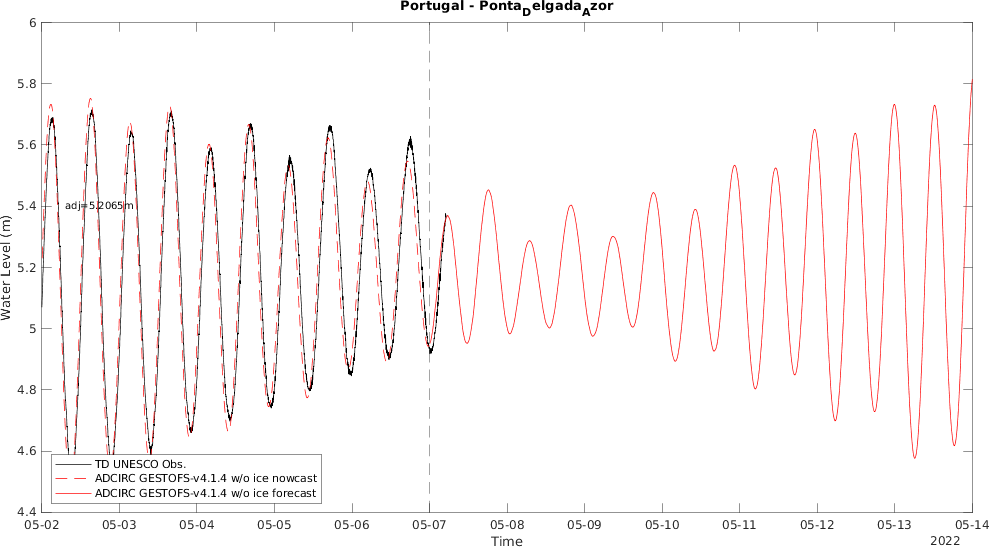 Portugal - PontaDelgadaAzor
6
5.8
5.6
5.4
5.2
5
4.8
4.6
4.4
Water Level (m)
adj=5.2065m
TD UNESCO Obs.
ADCIRC GESTOFS-v4.1.4 w/o ice nowcast
ADCIRC GESTOFS-v4.1.4 w/o ice forecast
05-02 05-03 05-04 05-05 05-06 05-07 05-08 05-09 05-10 05-11 05-12 05-13 05-14
Time
2022